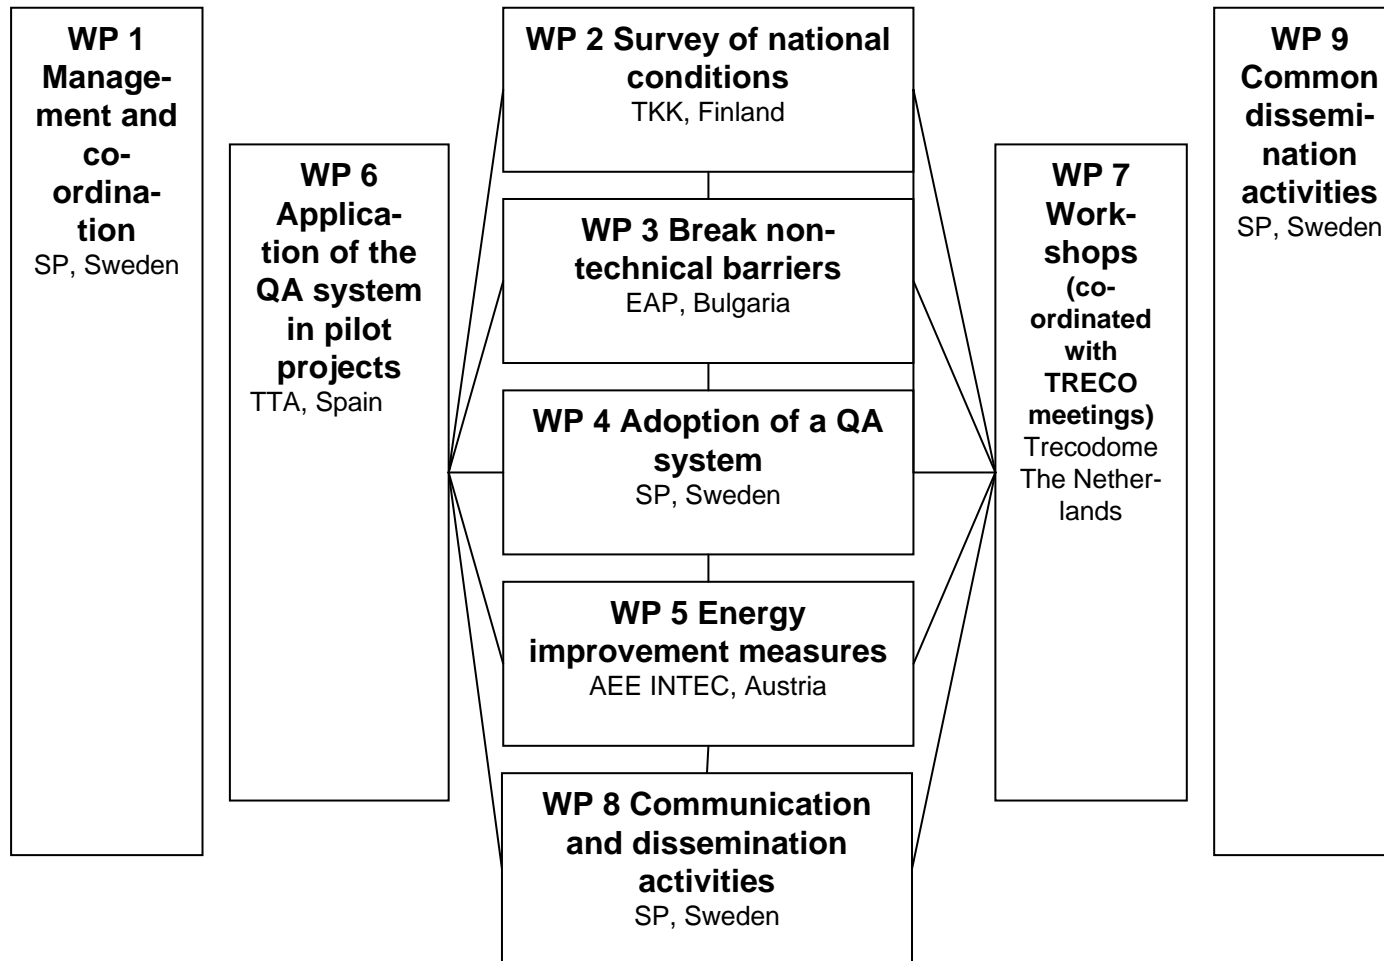 WP 1
Manage-
ment and
co-
ordina-
tion
SP, Sweden
WP 6
Applica-
tion of the
QA system
in pilot
projects
TTA, Spain
WP 2 Survey of national
conditions
TKK, Finland
WP 3 Break non-
technical barriers
EAP, Bulgaria
WP 4 Adoption of a QA
system
SP, Sweden
WP 5 Energy
improvement measures
AEE INTEC, Austria
WP 8 Communication
and dissemination
activities
SP, Sweden
WP 7
Work-
shops
(co-
ordinated
with
TRECO
meetings)
Trecodome
The Nether-
lands
WP 9
Common
dissemi-
nation
activities
SP, Sweden